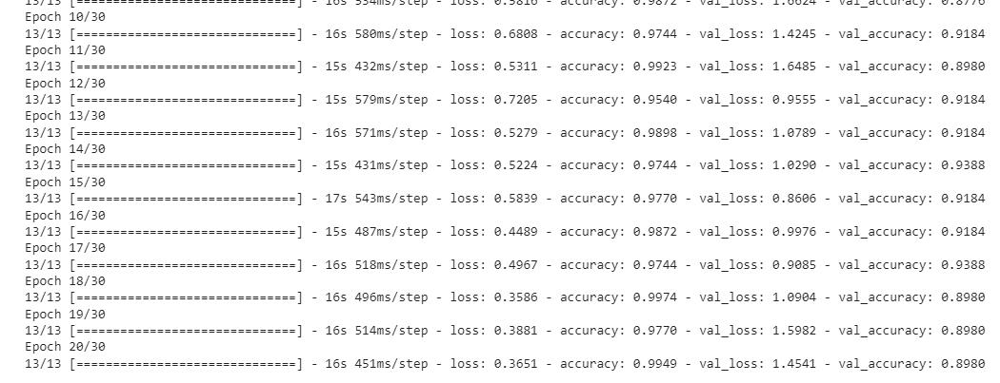 13/13 [==============================] - 16s 534ms/step - loss: 0.5816 - accuracy: 0.9872 - val_loss: 1.6624 - val_accuracy: 0.8776
Epoch 10/30
13/13 [==============================] - 16s 580ms/step - loss: 0.6808 - accuracy: 0.9744 - val_loss: 1.4245 - val_accuracy: 0.9184
Epoch 11/30
13/13 [==============================] - 15s 432ms/step - loss: 0.5311 - accuracy: 0.9923 - val_loss: 1.6485 - val_accuracy: 0.8980
Epoch 12/30
13/13 [==============================] - 15s 579ms/step - loss: 0.7205 - accuracy: 0.9540 - val_loss: 0.9555 - val_accuracy: 0.9184
Epoch 13/30
13/13 [==============================] - 16s 571ms/step - loss: 0.5279 - accuracy: 0.9898 - val_loss: 1.0789 - val_accuracy: 0.9184
Epoch 14/30
13/13 [==============================] - 15s 431ms/step - loss: 0.5224 - accuracy: 0.9744 - val_loss: 1.0290 - val_accuracy: 0.9388
Epoch 15/30
13/13 [==============================] - 17s 543ms/step - loss: 0.5839 - accuracy: 0.9770 - val_loss: 0.8606 - val_accuracy: 0.9184
Epoch 16/30
13/13 [==============================] - 15s 487ms/step - loss: 0.4489 - accuracy: 0.9872 - val_loss: 0.9976 - val_accuracy: 0.9184
Epoch 17/30
13/13 [==============================] - 16s 518ms/step - loss: 0.4967 - accuracy: 0.9744 - val_loss: 0.9085 - val_accuracy: 0.9388
Epoch 18/30
13/13 [==============================] - 16s 496ms/step - loss: 0.3586 - accuracy: 0.9974 - val_loss: 1.0904 - val_accuracy: 0.8980
Epoch 19/30
13/13 [==============================] - 16s 514ms/step - loss: 0.3881 - accuracy: 0.9770 - val_loss: 1.5982 - val_accuracy: 0.8980
Epoch 20/30
13/13 [==============================] - 16s 451ms/step - loss: 0.3651 - accuracy: 0.9949 - val_loss: 1.4541 - val_accuracy: 0.8980